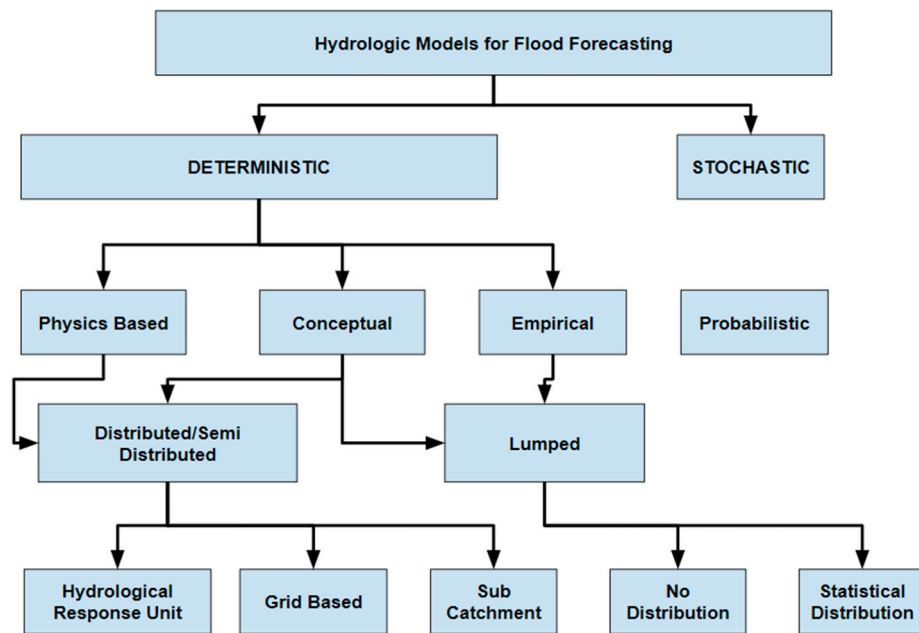 Hydrologic Models for Flood Forecasting
DETERMINISTIC
STOCHASTIC
Physics Based
Conceptual
Empirical
Probabilistic
Distributed/Semi
Distributed
Lumped
Hydrological
Response Unit
Grid Based
Sub
Catchment
No
Distribution
Statistical
Distribution